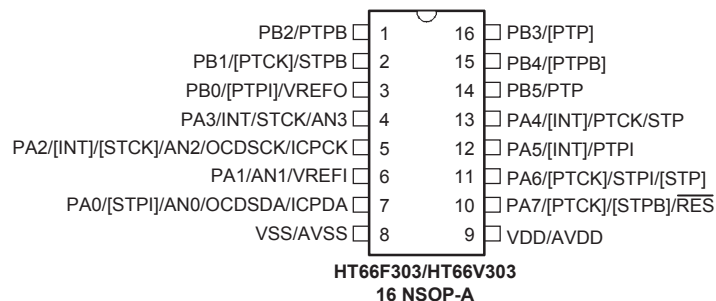 PB2/PTPB 1 16 PB3/[PTP]
PB1/[PTCK]/STPB 2 15 PB4/[PTPB]
PB0/[PTPI]/VREFO 3 14 PB5/PTP
PA3/INT/STCK/AN3 4 13 PA4/[INT]/PTCK/STP
PA2/[INT]/[STCK]/AN2/OCDSCK/ICPCK 5 12 PA5/[INT]/PTPI
PA1/AN1/VREFI 6 11 PA6/[PTCK]/STPI/[STP]
PA0/[STPI]/AN0/OCDSDA/ICPDA 7 10 PA7/[PTCK]/[STPB]/RES
VSS/AVSS 8 9 VDD/AVDD
HT66F303/HT66V303
16 NSOP-A